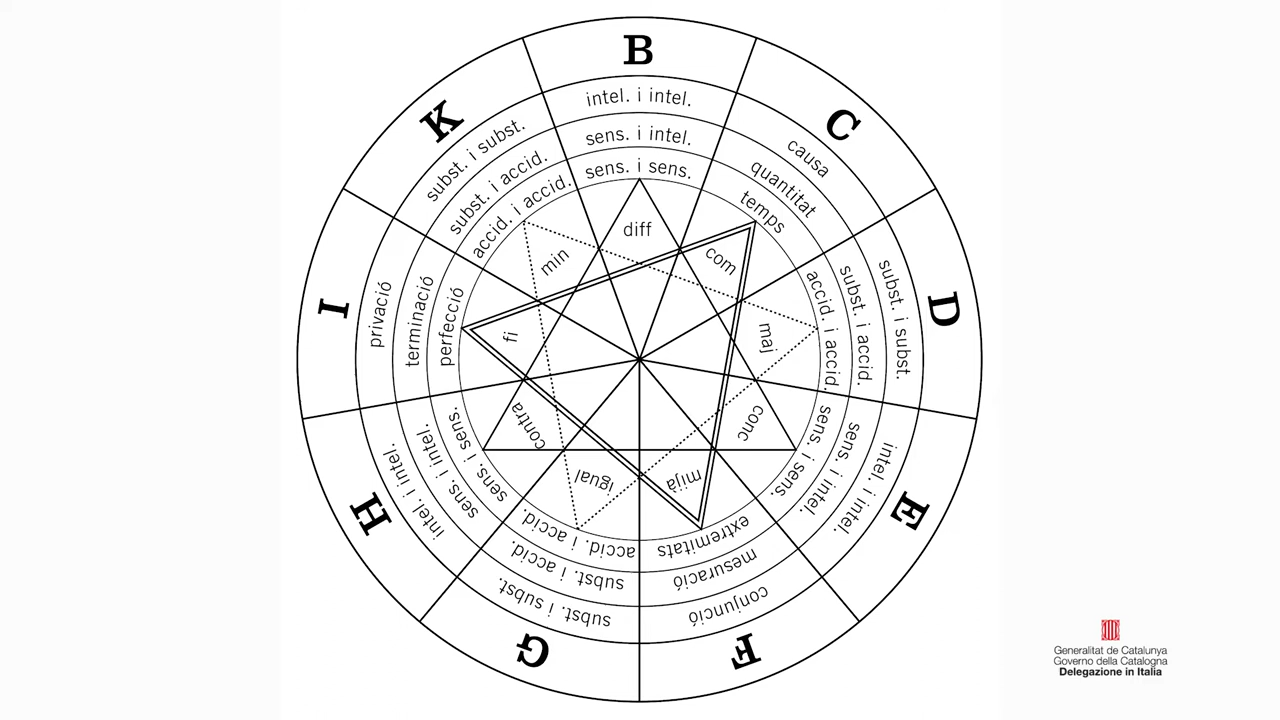 B
intel. i intel.
sens. i intel.
sens. i sens.
diff
C
causa
quantitat
temps
com
D
subst. i subst.
subst. i accid.
accid. i accid.
maj
E
intel. i intel.
sens. i intel.
sens. i sens.
conc
F
conjunció
mesuració
extremitats
mijà
G
subst. i subst.
subst. i accid.
accid. i accid.
igual
H
intel. i intel.
sens. i intel.
sens. i sens.
contra
I
privació
terminació
perfecció
fi
K
subst. i subst.
subst. i accid.
accid. i accid.
min
Generalitat de Catalunya
Governo della Catalogna
Delegazione in Italia